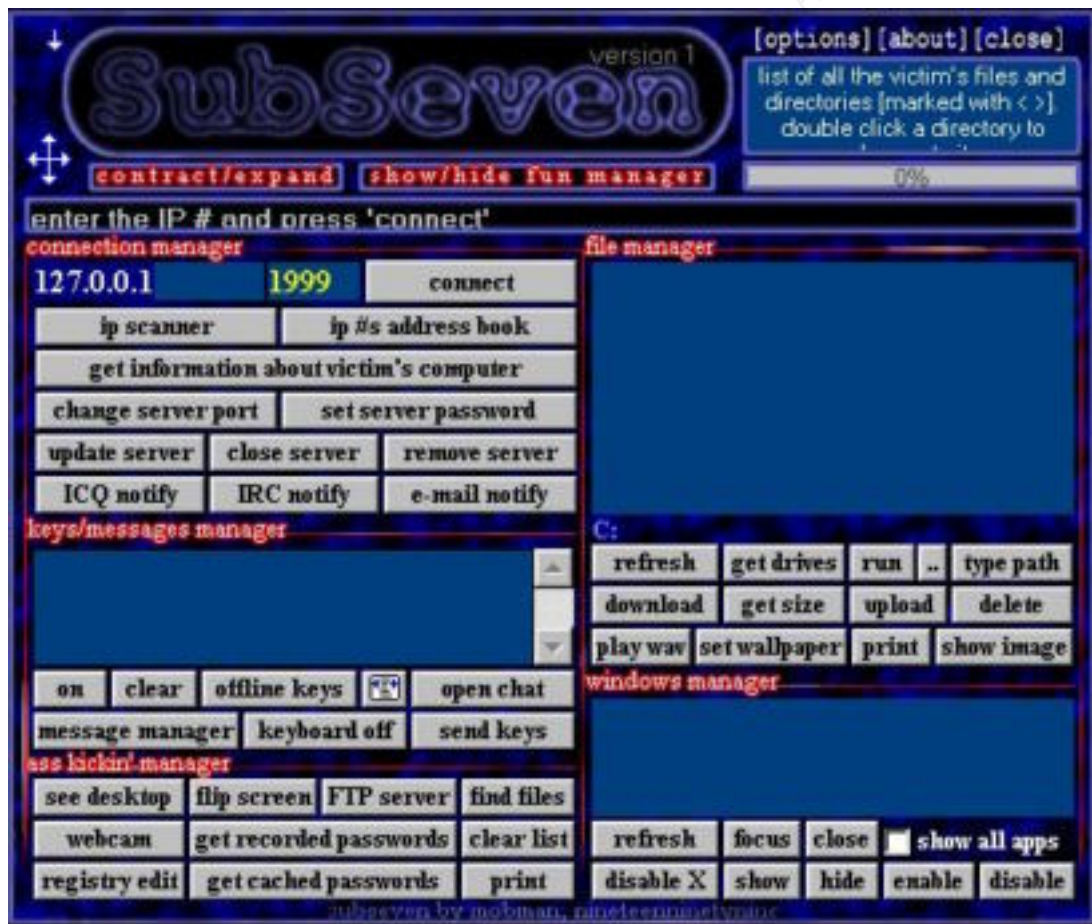 [options] [about] [close]
SubSeven
version 1
list of all the victim's files and
directories [marked with < >]
double click a directory to
contract/expand show/hide fun manager
0%
enter the IP # and press 'connect'
connection manager
127.0.0.1 1999 connect
ip scanner ip #s address book
get information about victim's computer
change server port set server password
update server close server remove server
ICQ notify IRC notify e-mail notify
keys/messages manager
on clear offline keys open chat
message manager keyboard off send keys
ass kickin' manager
see desktop flip screen FTP server find files
webcam get recorded passwords clear list
registry edit get cached passwords print
file manager
C:
refresh get drives run .. type path
download get size upload delete
play wav set wallpaper print show image
windows manager
refresh focus close show all apps
disable X show hide enable disable
subseven by mobman, nineteenninetynine